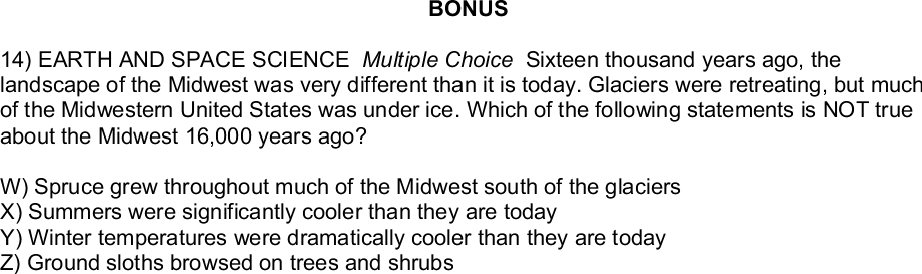 BONUS
14) EARTH AND SPACE SCIENCE Multiple Choice Sixteen thousand years ago, the
landscape of the Midwest was very different than it is today. Glaciers were retreating, but much
of the Midwestern United States was under ice. Which of the following statements is NOT true
about the Midwest 16,000 years ago?
W) Spruce grew throughout much of the Midwest south of the glaciers
X) Summers were significantly cooler than they are today
Y) Winter temperatures were dramatically cooler than they are today
Z) Ground sloths browsed on trees and shrubs